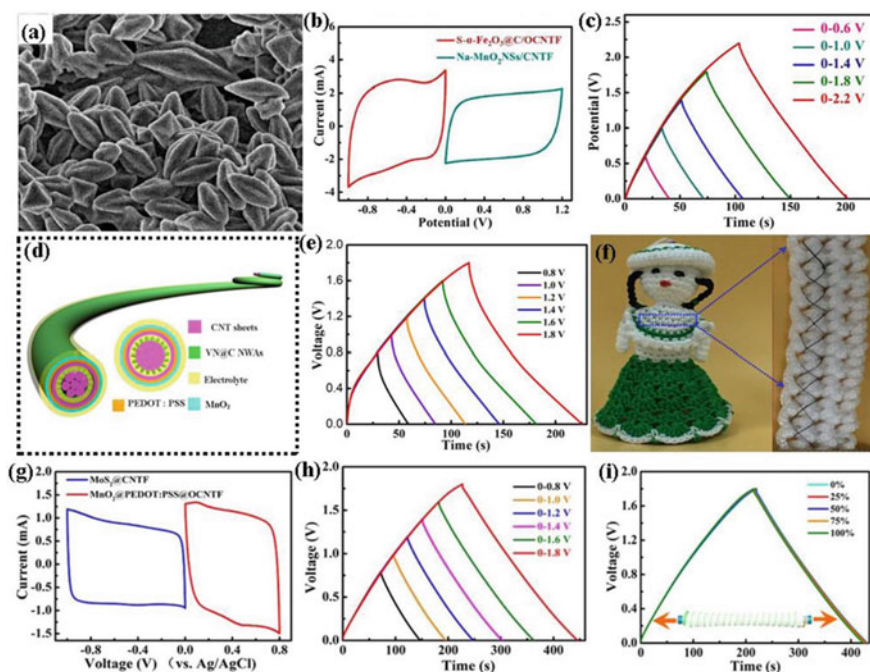 (a)
(b)
S-α-Fe₂O₃@C/OCNTF
Na-MnO₂NSs/CNTF
Current (mA)
4
2
0
-2
-4
-0.8 -0.4 0.0 0.4 0.8 1.2
Potential (V)
(c)
0-0.6 V
0-1.0 V
0-1.4 V
0-1.8 V
0-2.2 V
Potential (V)
2.5
2.0
1.5
1.0
0.5
0.0
0 50 100 150 200
Time (s)
(d)
CNT sheets
VN@C NWAs
Electrolyte
PEDOT : PSS
MnO₂
(e)
0.8 V
1.0 V
1.2 V
1.4 V
1.6 V
1.8 V
Voltage (V)
2.0
1.6
1.2
0.8
0.4
0.0
0 50 100 150 200
Time (s)
(f)
(g)
MoS₂@CNTF
MnO₂@PEDOT:PSS@OCNTF
Current (mA)
2.0
1.5
1.0
0.5
0.0
-0.5
-1.0
-1.5
-0.8 -0.4 0.0 0.4 0.8
Voltage (V) (vs. Ag/AgCl)
(h)
0-0.8 V
0-1.0 V
0-1.2 V
0-1.4 V
0-1.6 V
0-1.8 V
Voltage (V)
2.0
1.6
1.2
0.8
0.4
0.0
0 100 200 300 400
Time (s)
(i)
0%
25%
50%
75%
100%
Voltage (V)
2.0
1.6
1.2
0.8
0.4
0.0
0 100 200 300 400
Time (s)